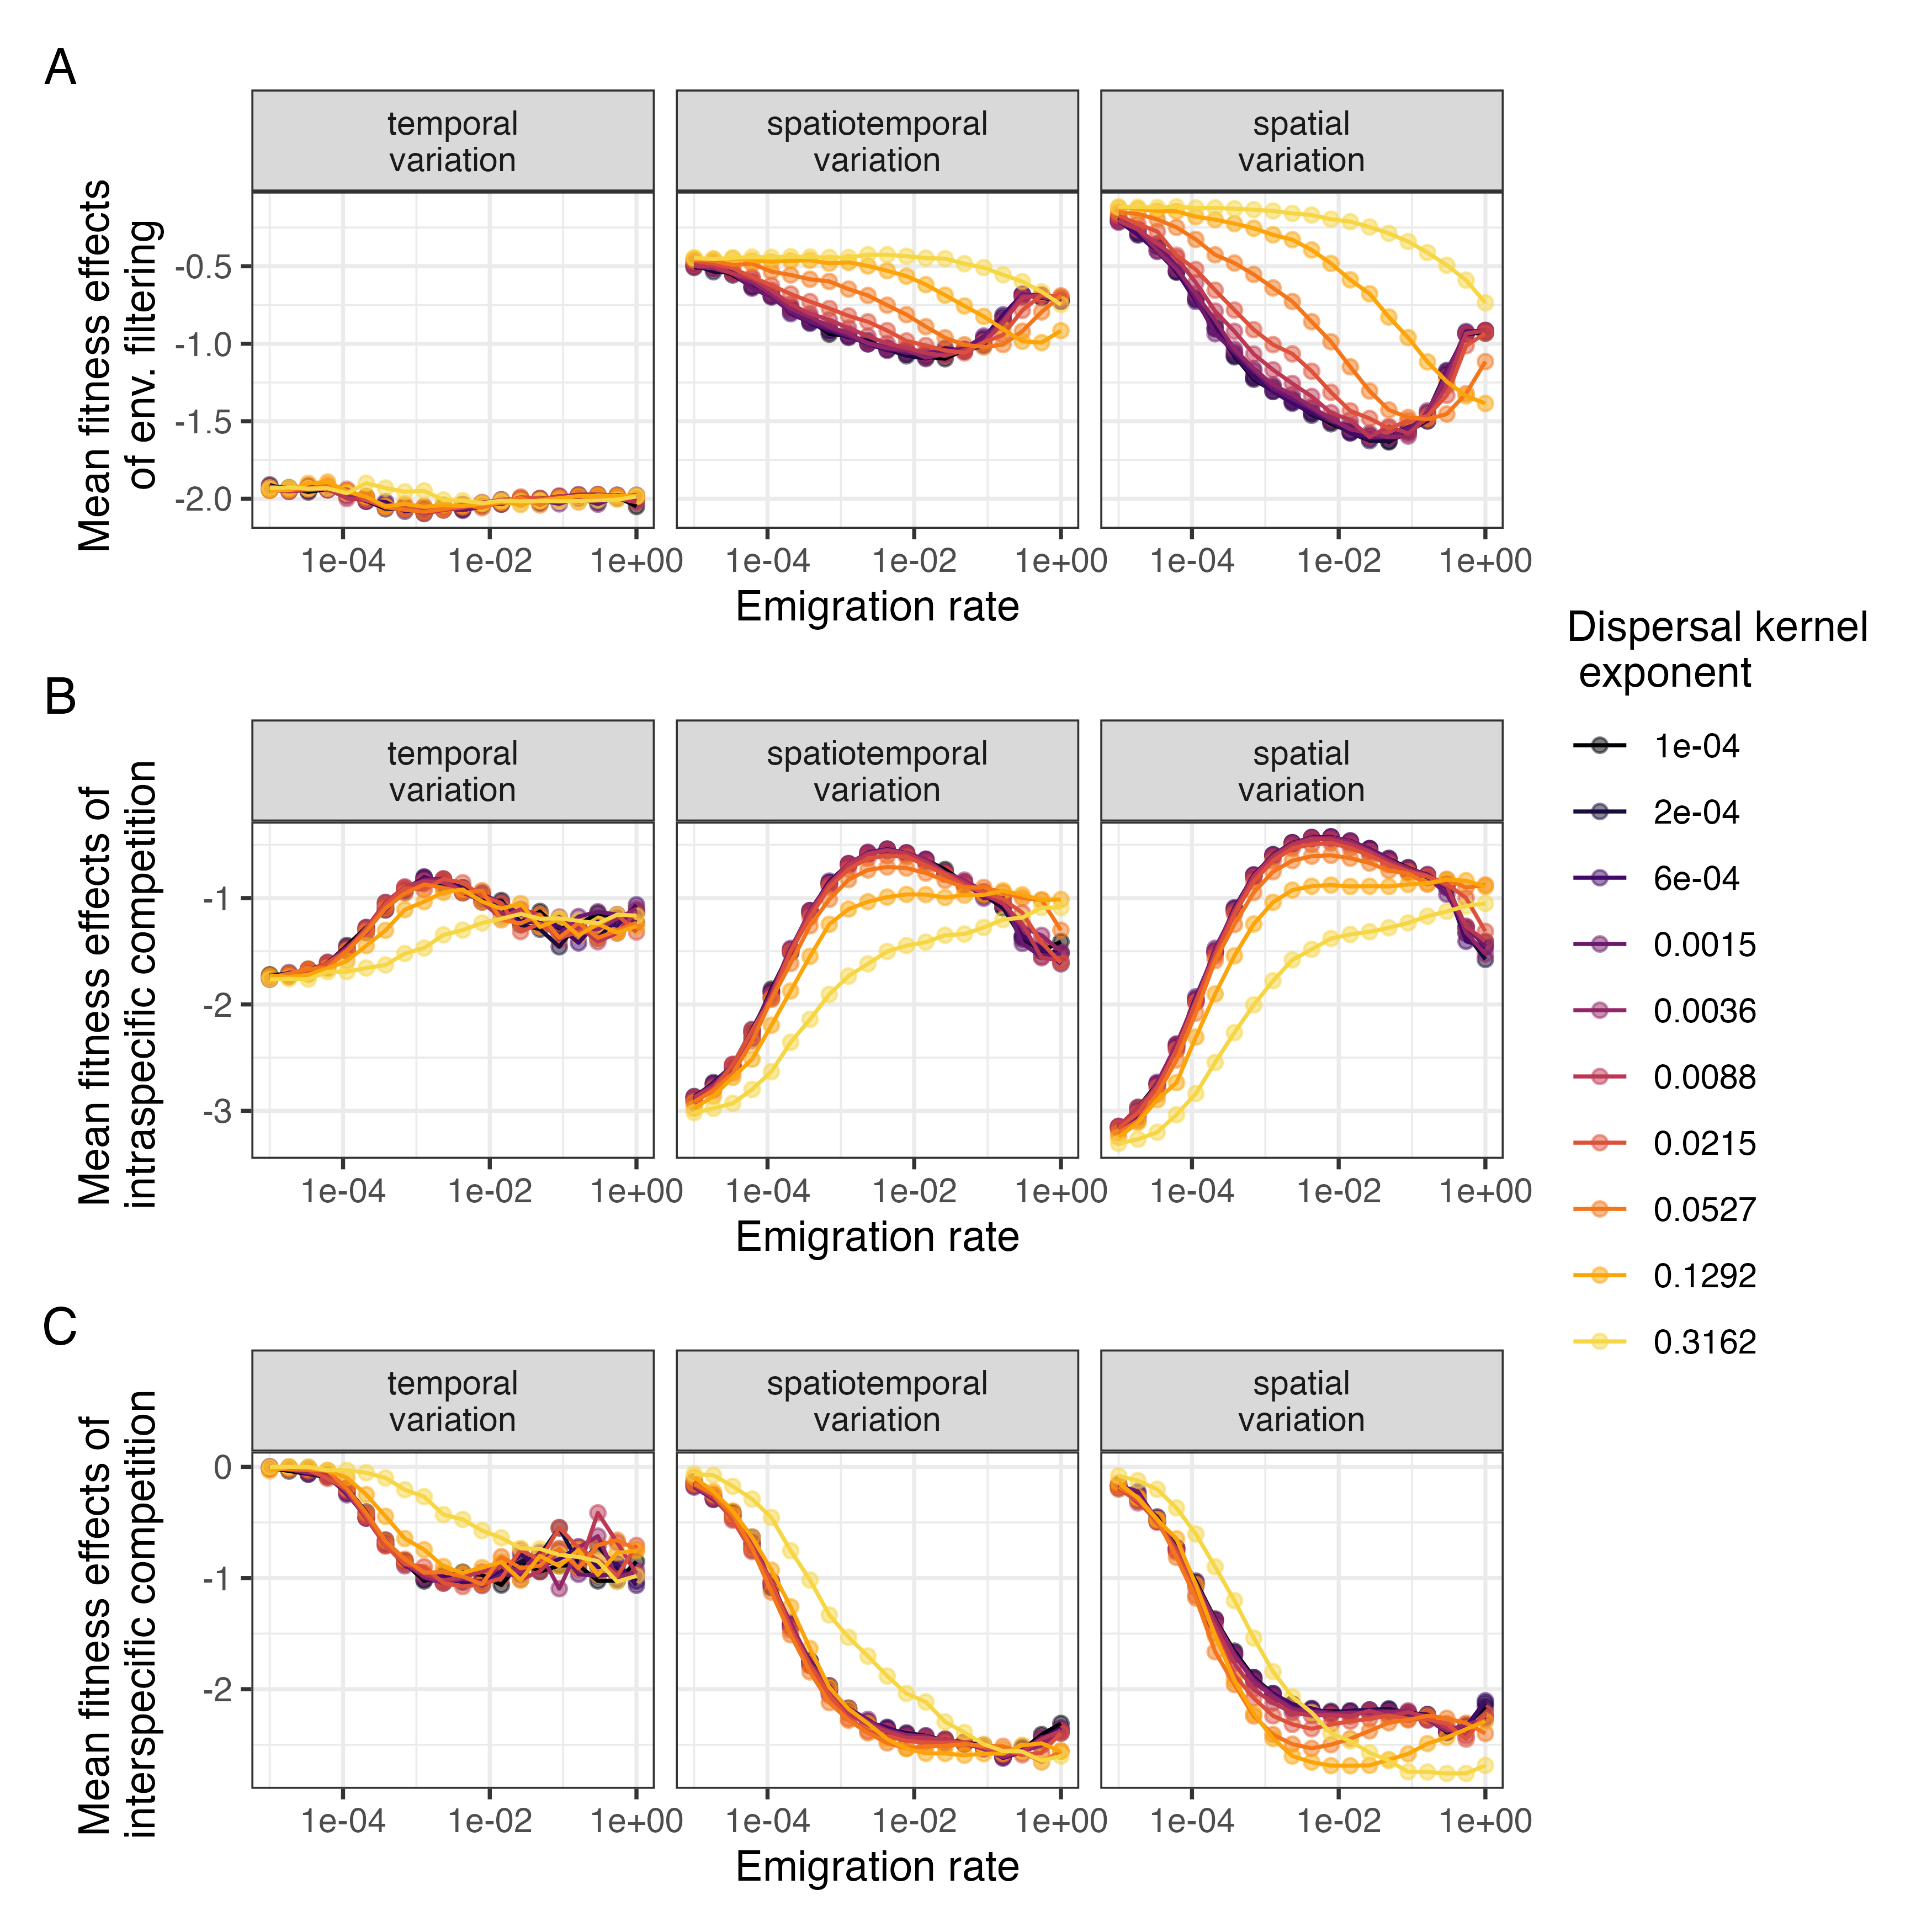 A
temporal
variation
spatiotemporal
variation
spatial
variation
Mean fitness effects
of env. filtering
-0.5
-1.0
-1.5
-2.0
1e-04
1e-02
1e+00
1e-04
1e-02
1e+00
1e-04
1e-02
1e+00
Emigration rate
B
temporal
variation
spatiotemporal
variation
spatial
variation
Mean fitness effects of
intraspecific competition
-1
-2
-3
1e-04
1e-02
1e+00
1e-04
1e-02
1e+00
1e-04
1e-02
1e+00
Emigration rate
C
temporal
variation
spatiotemporal
variation
spatial
variation
Mean fitness effects of
interspecific competition
0
-1
-2
1e-04
1e-02
1e+00
1e-04
1e-02
1e+00
1e-04
1e-02
1e+00
Emigration rate
Dispersal kernel
exponent
1e-04
2e-04
6e-04
0.0015
0.0036
0.0088
0.0215
0.0527
0.1292
0.3162